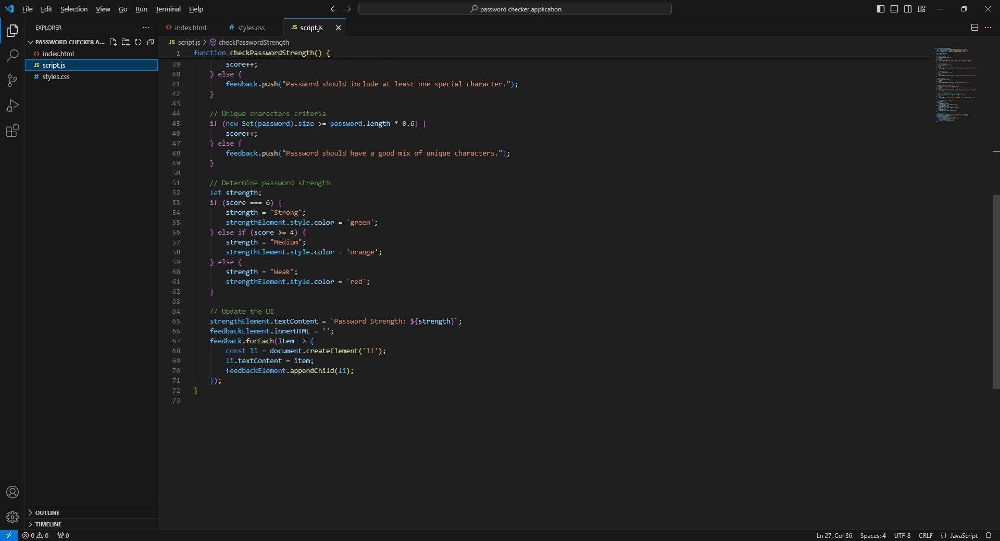 File Edit Selection View Go Run Terminal Help
password checker application
EXPLORER
PASSWORD CHECKER A...
index.html
JS script.js
# styles.css
OUTLINE
TIMELINE
index.html
# styles.css
JS script.js
JS script.js > checkPasswordStrength
1 function checkPasswordStrength() {
39 score++;
40 } else {
41 feedback.push("Password should include at least one special character.");
42 }
43
44 // Unique characters criteria
45 if (new Set(password).size >= password.length * 0.6) {
46 score++;
47 } else {
48 feedback.push("Password should have a good mix of unique characters.");
49 }
50
51 // Determine password strength
52 let strength;
53 if (score === 6) {
54 strength = "Strong";
55 strengthElement.style.color = 'green';
56 } else if (score >= 4) {
57 strength = "Medium";
58 strengthElement.style.color = 'orange';
59 } else {
60 strength = "Weak";
61 strengthElement.style.color = 'red';
62 }
63
64 // Update the UI
65 strengthElement.textContent = `Password Strength: ${strength}`;
66 feedbackElement.innerHTML = '';
67 feedback.forEach(item => {
68 const li = document.createElement('li');
69 li.textContent = item;
70 feedbackElement.appendChild(li);
71 });
72 }
73
0 0 0
Ln 27, Col 36 Spaces: 4 UTF-8 CRLF {} JavaScript